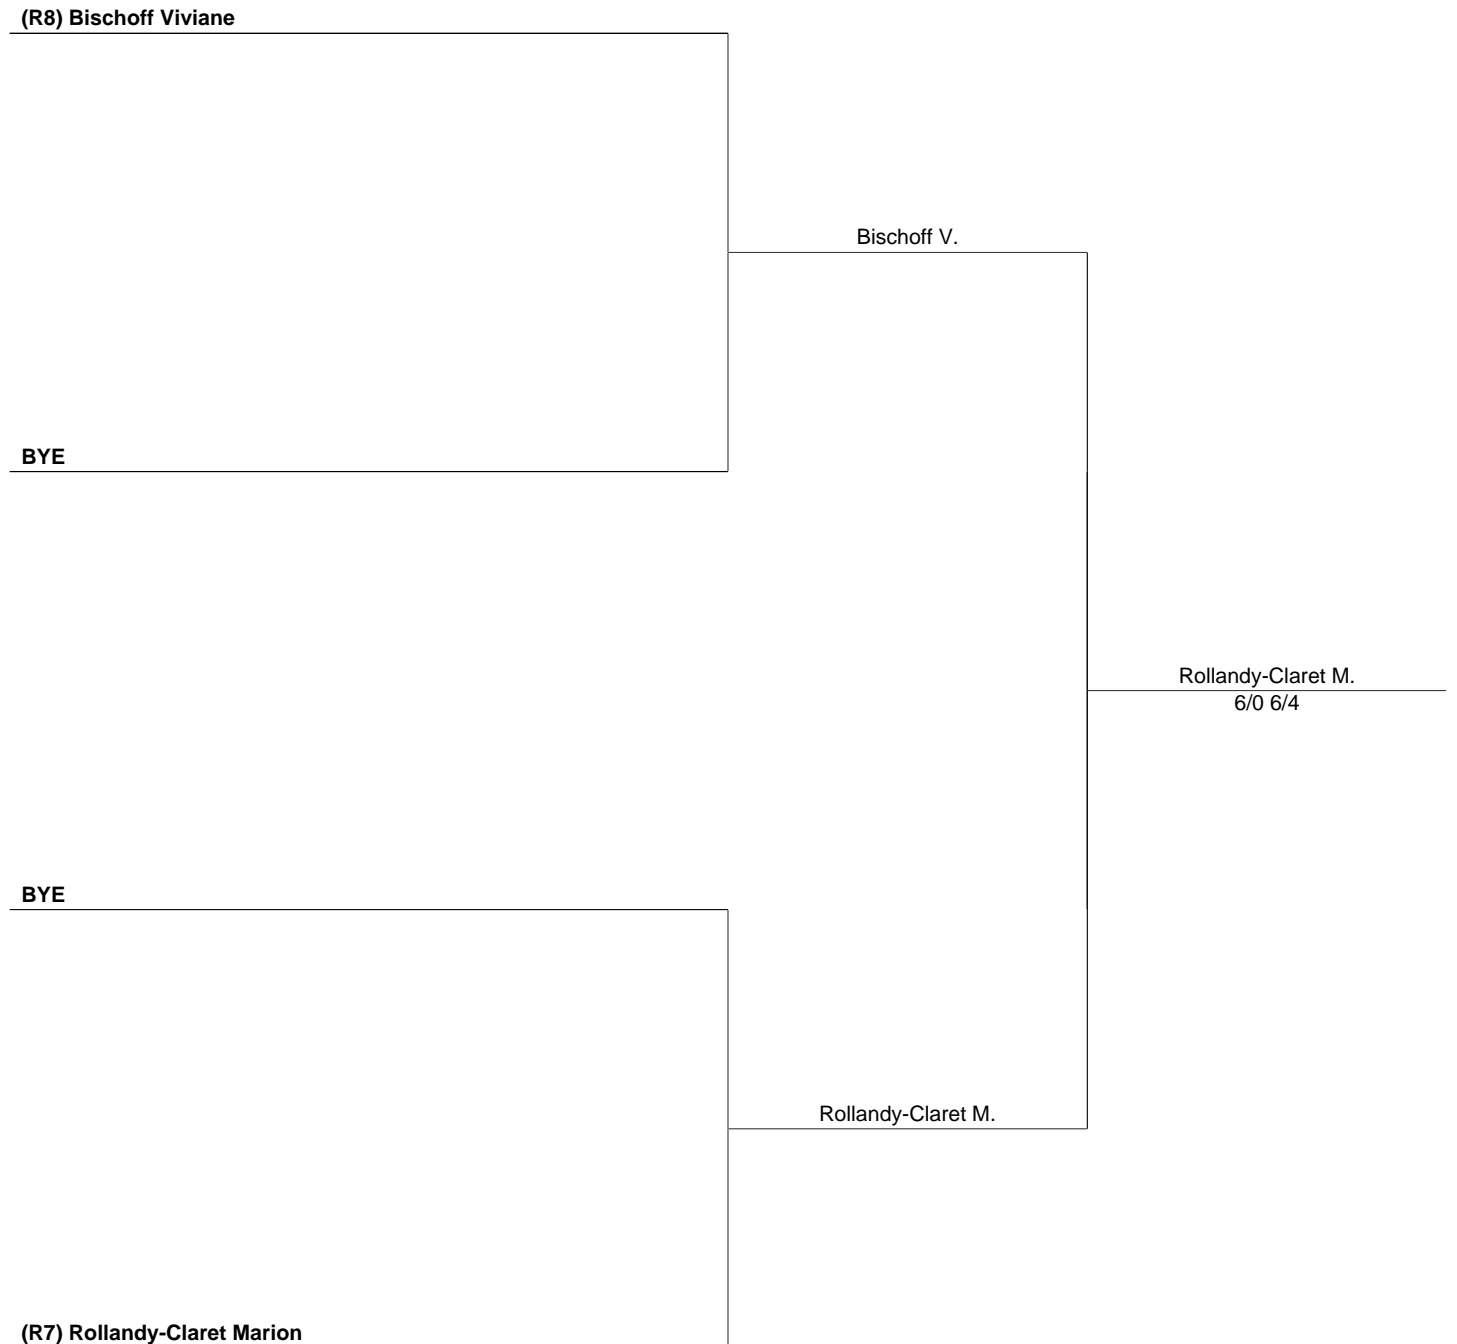 (R8) Bischoff Viviane
Bischoff V.
BYE
Rollandy-Claret M.
6/0 6/4
BYE
Rollandy-Claret M.
(R7) Rollandy-Claret Marion